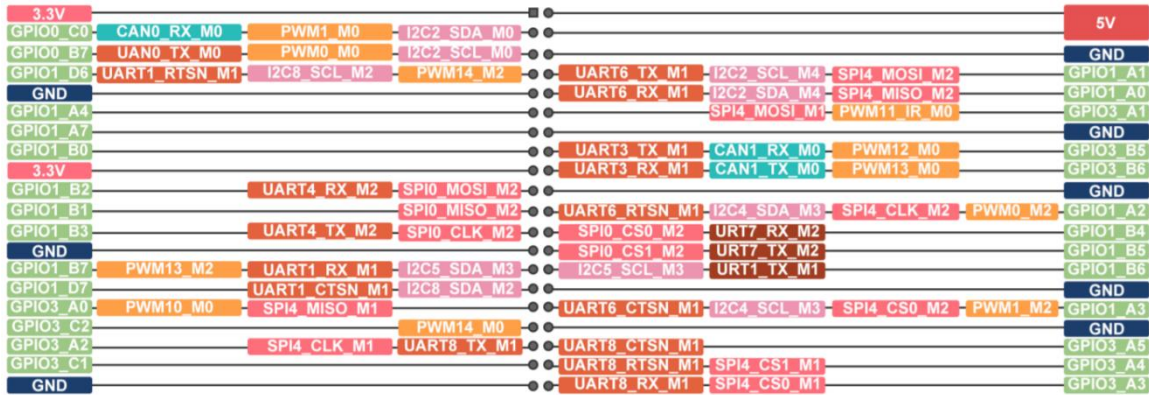 3.3V 5V
GPIO0_C0 CAN0_RX_M0 PWM1_M0 I2C2_SDA_M0
GPIO0_B7 UAN0_TX_M0 PWM0_M0 I2C2_SCL_M0 GND
GPIO1_D6 UART1_RTSN_M1 I2C8_SCL_M2 PWM14_M2 UART6_TX_M1 I2C2_SCL_M4 SPI4_MOSI_M2 GPIO1_A1
GND UART6_RX_M1 I2C2_SDA_M4 SPI4_MISO_M2 GPIO1_A0
GPIO1_A4 SPI4_MOSI_M1 PWM11_IR_M0 GPIO3_A1
GPIO1_A7 GND
GPIO1_B0 UART3_TX_M1 CAN1_RX_M0 PWM12_M0 GPIO3_B5
3.3V UART3_RX_M1 CAN1_TX_M0 PWM13_M0 GPIO3_B6
GPIO1_B2 UART4_RX_M2 SPI0_MOSI_M2 GND
GPIO1_B1 SPI0_MISO_M2 UART6_RTSN_M1 I2C4_SDA_M3 SPI4_CLK_M2 PWM0_M2 GPIO1_A2
GPIO1_B3 UART4_TX_M2 SPI0_CLK_M2 SPI0_CS0_M2 URT7_RX_M2 GPIO1_B4
GND SPI0_CS1_M2 URT7_TX_M2 GPIO1_B5
GPIO1_B7 PWM13_M2 UART1_RX_M1 I2C5_SDA_M3 I2C5_SCL_M3 URT1_TX_M1 GPIO1_B6
GPIO1_D7 UART1_CTSN_M1 I2C8_SDA_M2 GND
GPIO3_A0 PWM10_M0 SPI4_MISO_M1 UART6_CTSN_M1 I2C4_SCL_M3 SPI4_CS0_M2 PWM1_M2 GPIO1_A3
GPIO3_C2 PWM14_M0 GND
GPIO3_A2 SPI4_CLK_M1 UART8_TX_M1 UART8_CTSN_M1 GPIO3_A5
GPIO3_C1 UART8_RTSN_M1 SPI4_CS1_M1 GPIO3_A4
GND UART8_RX_M1 SPI4_CS0_M1 GPIO3_A3